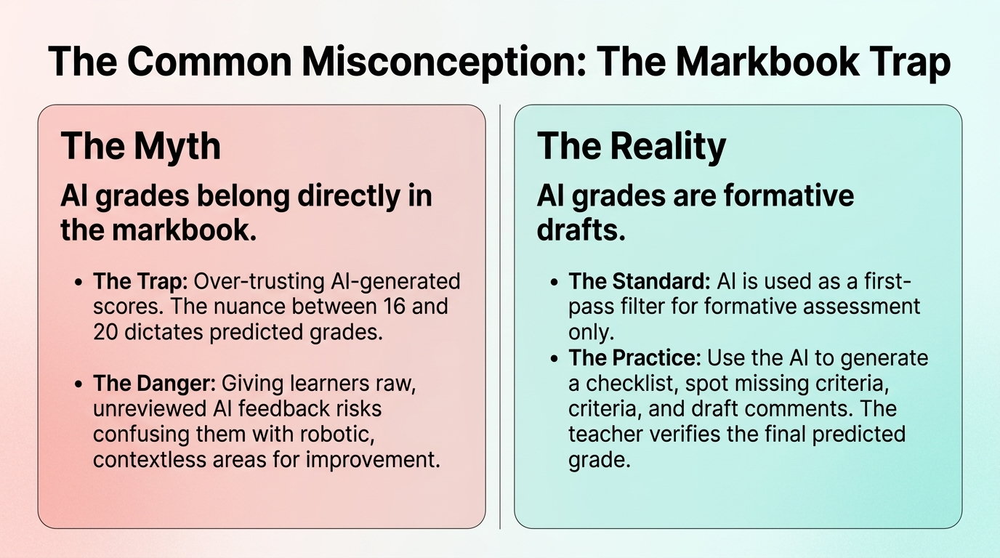 The Common Misconception: The Markbook Trap
The Myth
AI grades belong directly in
the markbook.
• The Trap: Over-trusting AI-generated
scores. The nuance between 16 and
20 dictates predicted grades.
• The Danger: Giving learners raw,
unreviewed AI feedback risks
confusing them with robotic,
contextless areas for improvement.
The Reality
AI grades are formative
drafts.
• The Standard: AI is used as a first-
pass filter for formative assessment
only.
• The Practice: Use the AI to generate
a checklist, spot missing criteria,
criteria, and draft comments. The
teacher verifies the final predicted
grade.